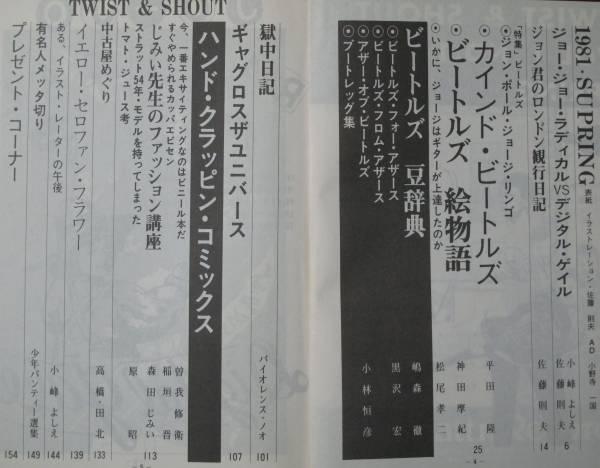 TWIST & SHOUT
1981・SUPRING
表紙 イラストレーション・佐藤 則夫 AD 小野寺 一国
ジョー・ジョー・ラディカルVSデジタル・ゲイル
小峰よしえ
佐藤則夫
6
ジョン君のロンドン観行日記
佐藤則夫
14
「特集 ビートルズ
●ジョン・ポール・ジョージ・リンゴ
カインド・ビートルズ
平田 隆
25
●ビートルズ 絵物語
神田摩紀
●いかに、ジョージはギターが上達したのか
松尾孝二
ビートルズ 豆辞典
嶋森 徹
●ビートルズ・フォー・アザース
黒沢 宏
●ビートルズ・フロム・アザース
●アザー・オブ・ビートルズ
●ブートレッグ集
小林恒彦
-4-
獄中日記
バイオレンス・ノオ
101
ギャグロスザユニバース
107
ハンド・クラッピン・コミックス
今、一番エキサイティングなのはビニール本だ
曽我修衛
すぐやめられるカッパエビセン
稲垣 晋
じみい先生のファッション講座
森田じみい
113
ストラット54年・モデルを持ってしまった
トマト・ジュース考
原 昭
中古屋めぐり
高橋・田北
133
イエロー・セロファン・フラワー
139
ある、イラスト・レーターの午後
小峰よしえ
144
有名人メッタ切り
少年パンティー選集
149
プレゼント・コーナー
154
-5-